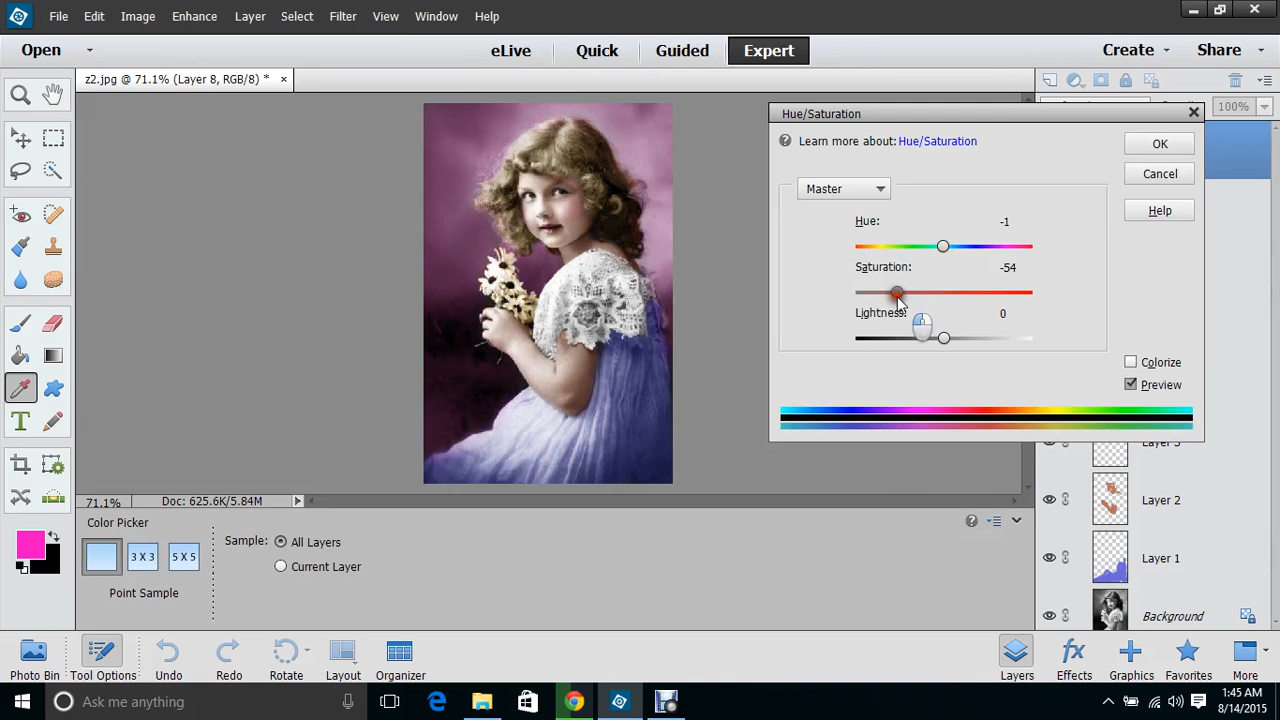 File Edit Image Enhance Layer Select Filter View Window Help
Open eLive Quick Guided Expert Create Share
z2.jpg @ 71.1% (Layer 8, RGB/8) * ×
100%
Hue/Saturation
Learn more about: Hue/Saturation
OK
Cancel
Help
Master
Hue: -1
Saturation: -54
Lightness: 0
Colorize
Preview
Layer 2
Layer 1
Background
71.1% Doc: 625.6K/5.84M
Color Picker
Sample: All Layers
Current Layer
3 X 3 5 X 5
Point Sample
Photo Bin Tool Options Undo Redo Rotate Layout Organizer Layers Effects Graphics Favorites More
Ask me anything
1:45 AM
8/14/2015